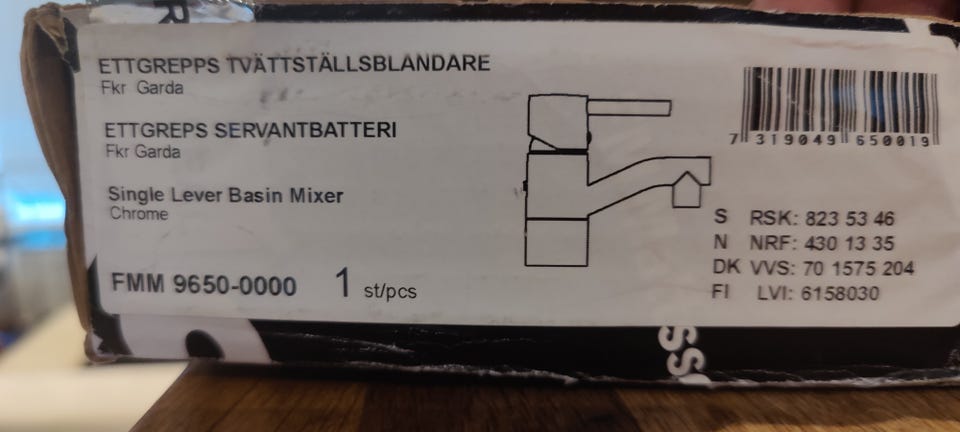 ETTGREPPS TVÄTTSTÄLLSBLANDARE
Fkr Garda
ETTGREPS SERVANTBATTERI
Fkr Garda
Single Lever Basin Mixer
Chrome
FMM 9650-0000 1 st/pcs
7 319049 650019
S RSK: 823 53 46
N NRF: 430 13 35
DK VVS: 70 1575 204
FI LVI: 6158030